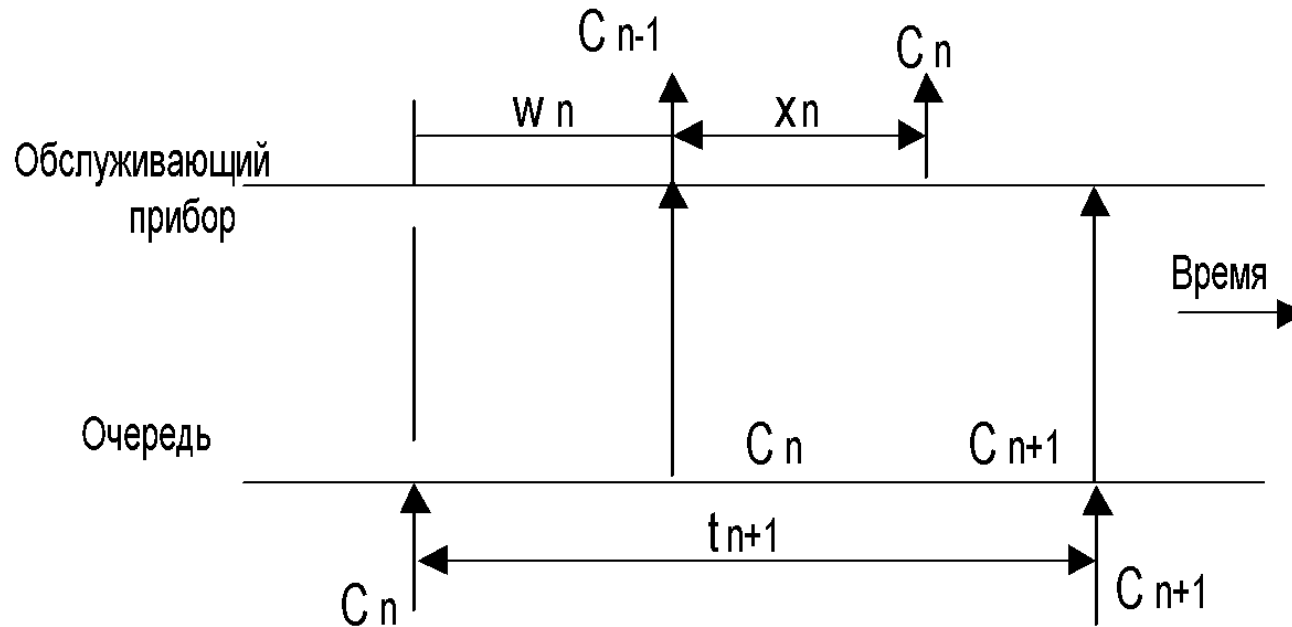 C n-1
C n
w n
x n
Обслуживающий
прибор
Время
Очередь
C n
C n+1
t n+1
C n
C n+1